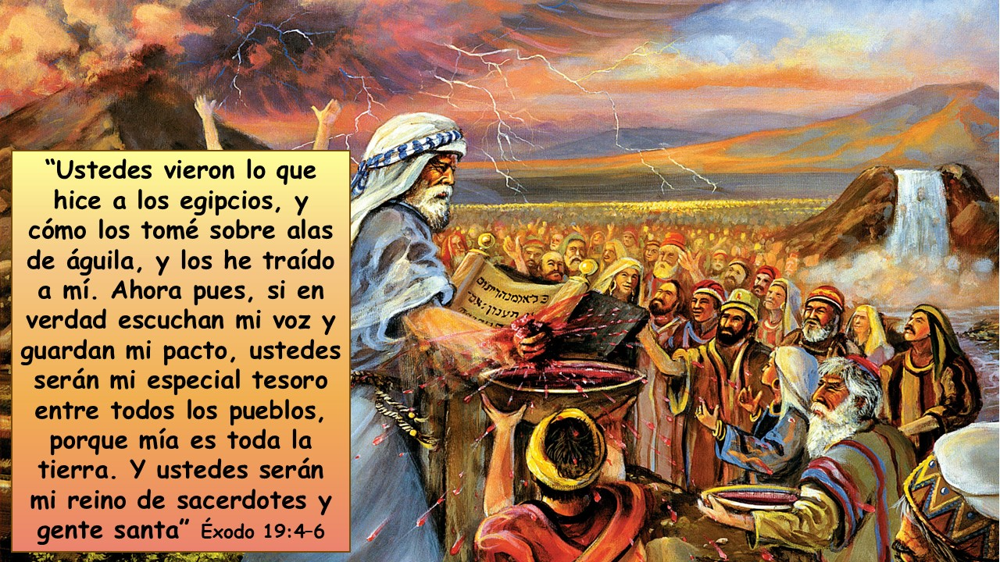 “Ustedes vieron lo que
hice a los egipcios, y
cómo los tomé sobre alas
de águila, y los he traído
a mí. Ahora pues, si en
verdad escuchan mi voz y
guardan mi pacto, ustedes
serán mi especial tesoro
entre todos los pueblos,
porque mía es toda la
tierra. Y ustedes serán
mi reino de sacerdotes y
gente santa” Éxodo 19:4–6